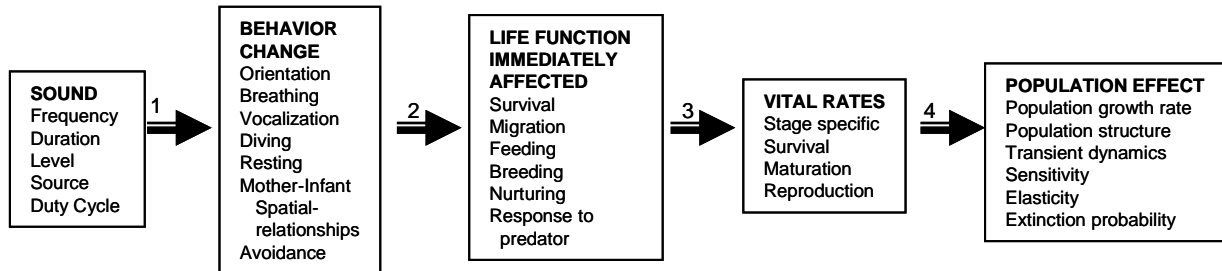 SOUND
Frequency
Duration
Level
Source
Duty Cycle
1
BEHAVIOR
CHANGE
Orientation
Breathing
Vocalization
Diving
Resting
Mother-Infant
Spatial-
relationships
Avoidance
2
LIFE FUNCTION
IMMEDIATELY
AFFECTED
Survival
Migration
Feeding
Breeding
Nurturing
Response to
predator
3
VITAL RATES
Stage specific
Survival
Maturation
Reproduction
4
POPULATION EFFECT
Population growth rate
Population structure
Transient dynamics
Sensitivity
Elasticity
Extinction probability